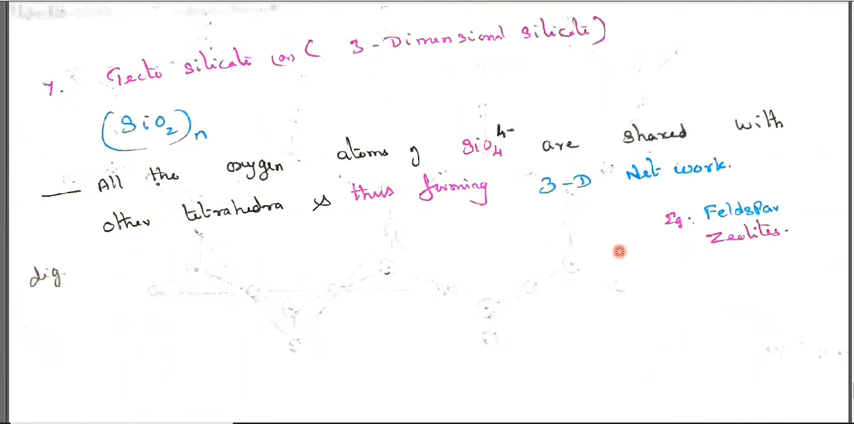 7. Tecto silicate (or) ( 3-Dimensional silicate)
(SiO2)n
— All the oxygen atoms of SiO4 4- are shared with
other tetrahedra & thus forming 3-D Net work.
Eg: FeldsPar
Zeolites.
dig.